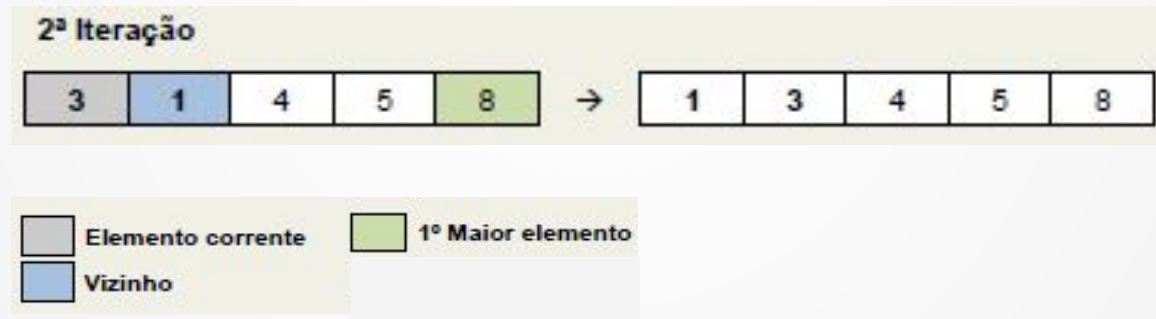 2ª Iteração
3 1 4 5 8 → 1 3 4 5 8
Elemento corrente
1º Maior elemento
Vizinho